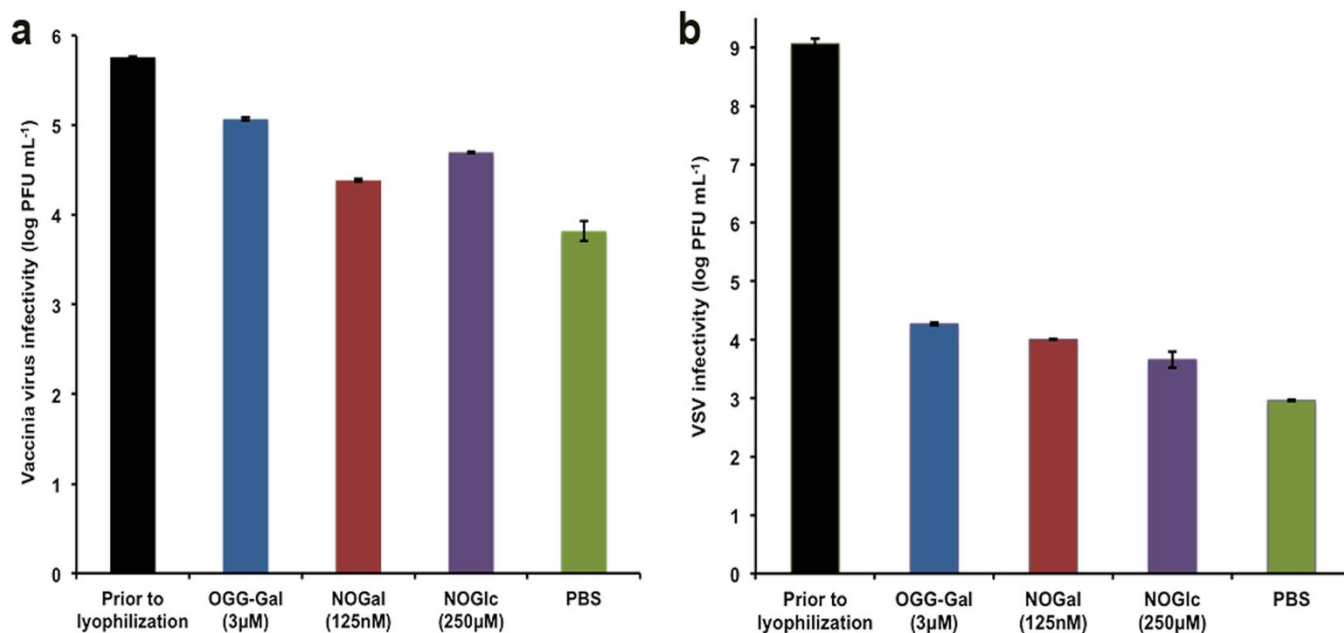 a
Vaccinia virus infectivity (log PFU mL⁻¹)
6
5
4
3
2
1
0
Prior to
lyophilization
OGG-Gal
(3µM)
NOGal
(125nM)
NOGlc
(250µM)
PBS
b
VSV infectivity (log PFU mL⁻¹)
9
8
7
6
5
4
3
2
1
0
Prior to
lyophilization
OGG-Gal
(3µM)
NOGal
(125nM)
NOGlc
(250µM)
PBS